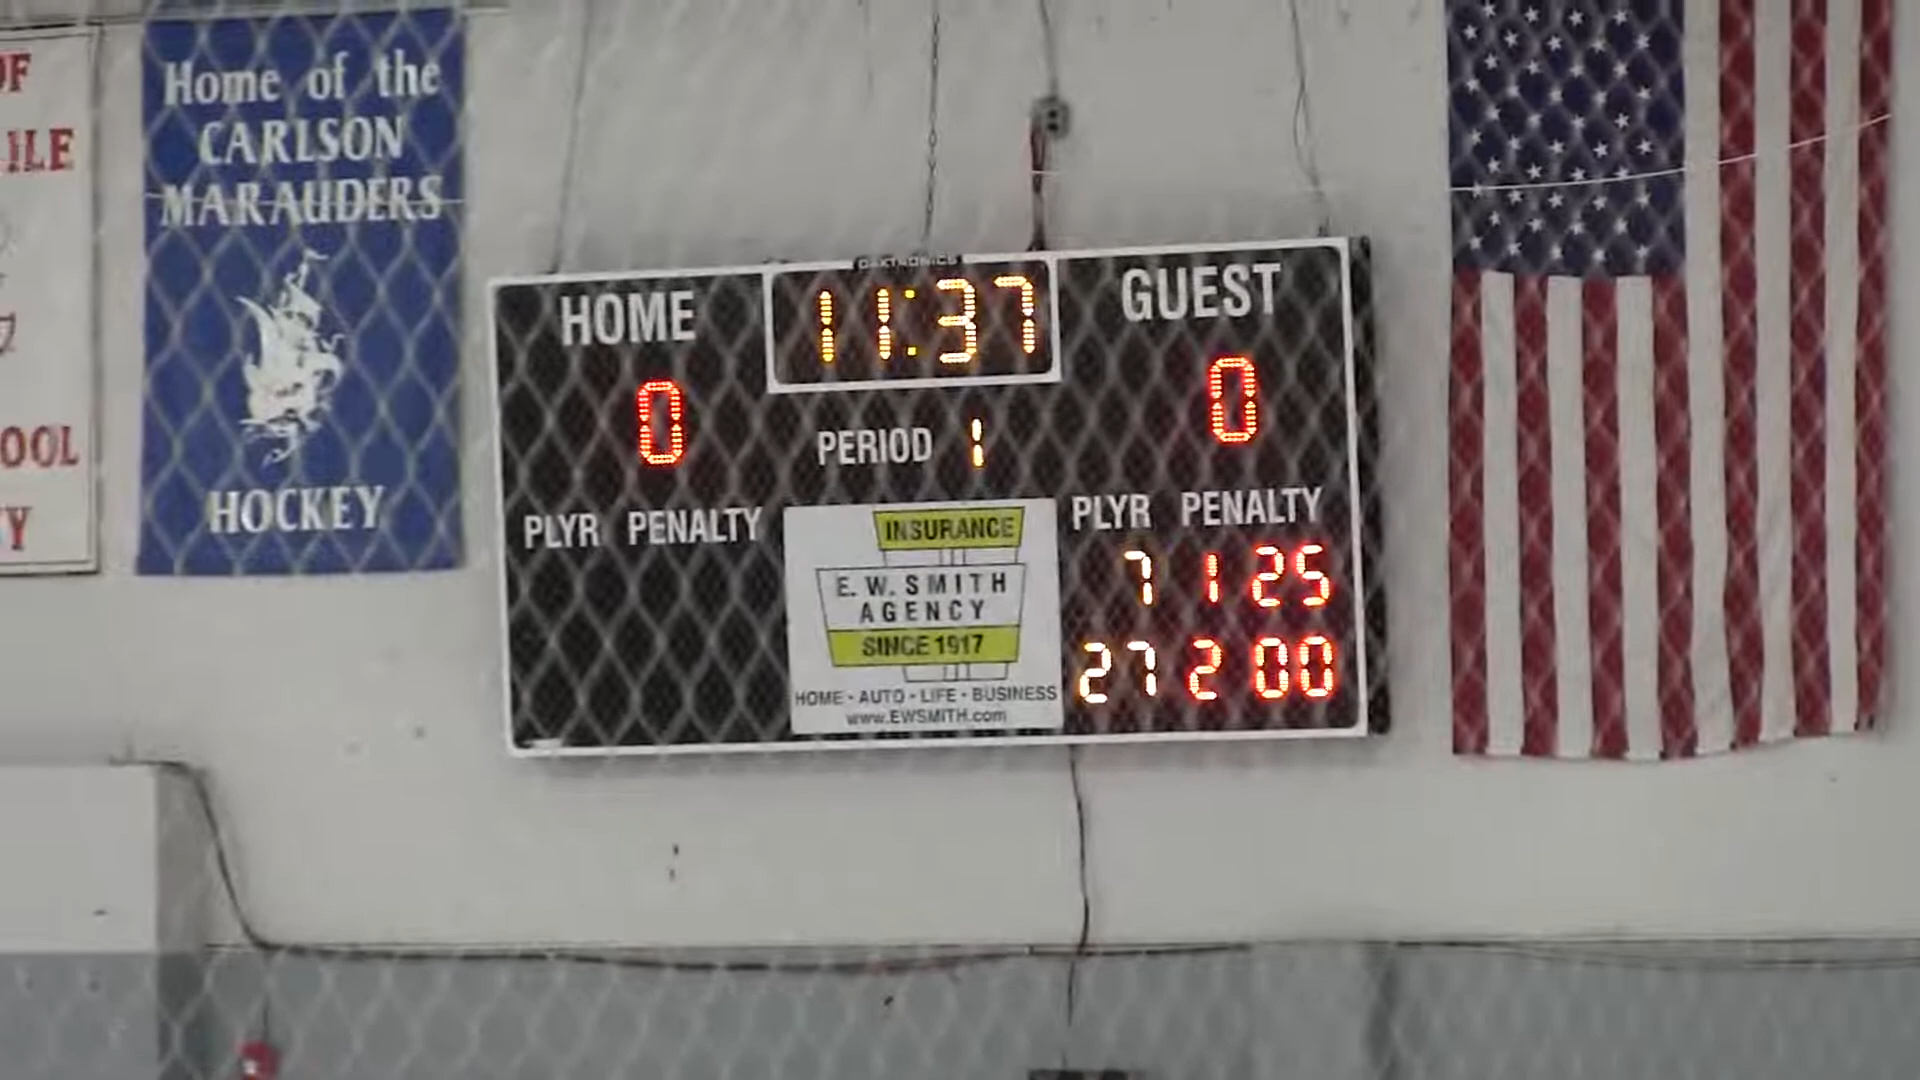 OF
ILE
OOL
Y
Home of the
CARLSON
MARAUDERS
HOCKEY
DAKTRONICS
HOME
11:37
GUEST
0
0
PERIOD 1
PLYR PENALTY
PLYR PENALTY
7 1 25
27 2 00
INSURANCE
E. W. SMITH
AGENCY
SINCE 1917
HOME - AUTO - LIFE - BUSINESS
www.EWSMITH.com